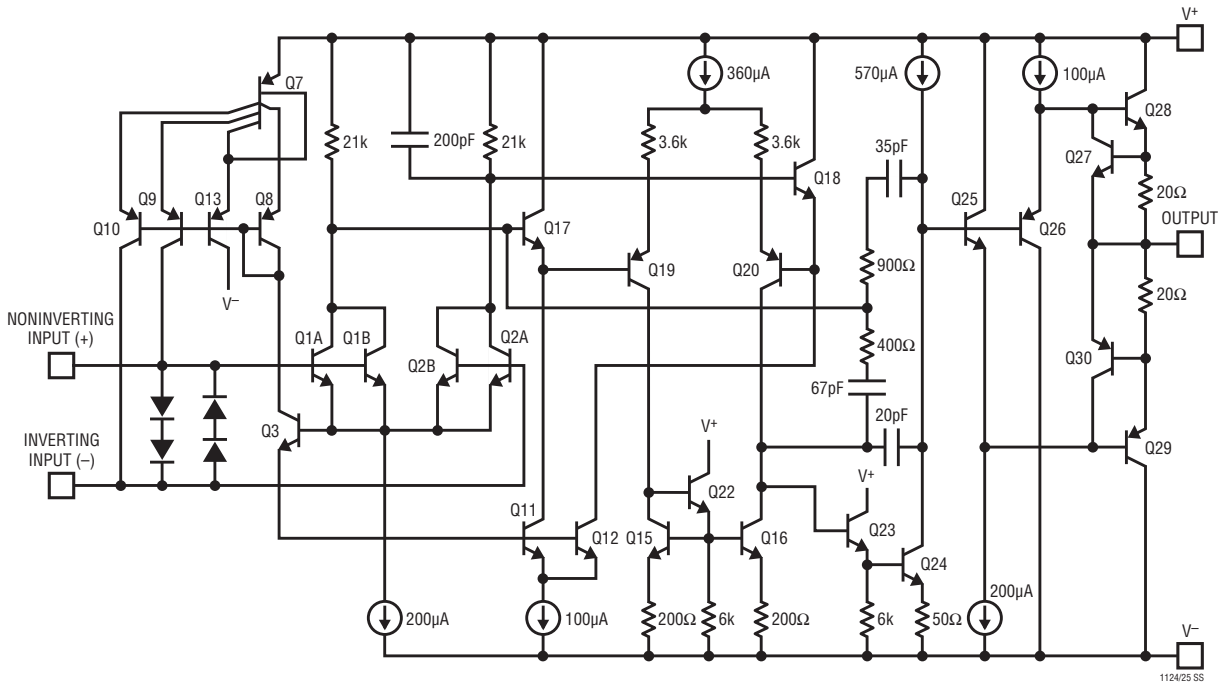 V+
360µA
570µA
100µA
Q7
Q28
21k
200pF
21k
3.6k
3.6k
35pF
Q27
Q18
20Ω
Q9
Q13
Q8
Q10
Q25
OUTPUT
Q17
Q26
Q19
Q20
900Ω
20Ω
V–
NONINVERTING
INPUT (+)
Q1A
Q1B
Q2B
Q2A
400Ω
Q30
67pF
20pF
V+
Q3
INVERTING
INPUT (–)
Q29
V+
Q22
Q11
Q12
Q15
Q16
Q23
Q24
200µA
200µA
100µA
200Ω
6k
200Ω
6k
50Ω
V–
1124/25 SS